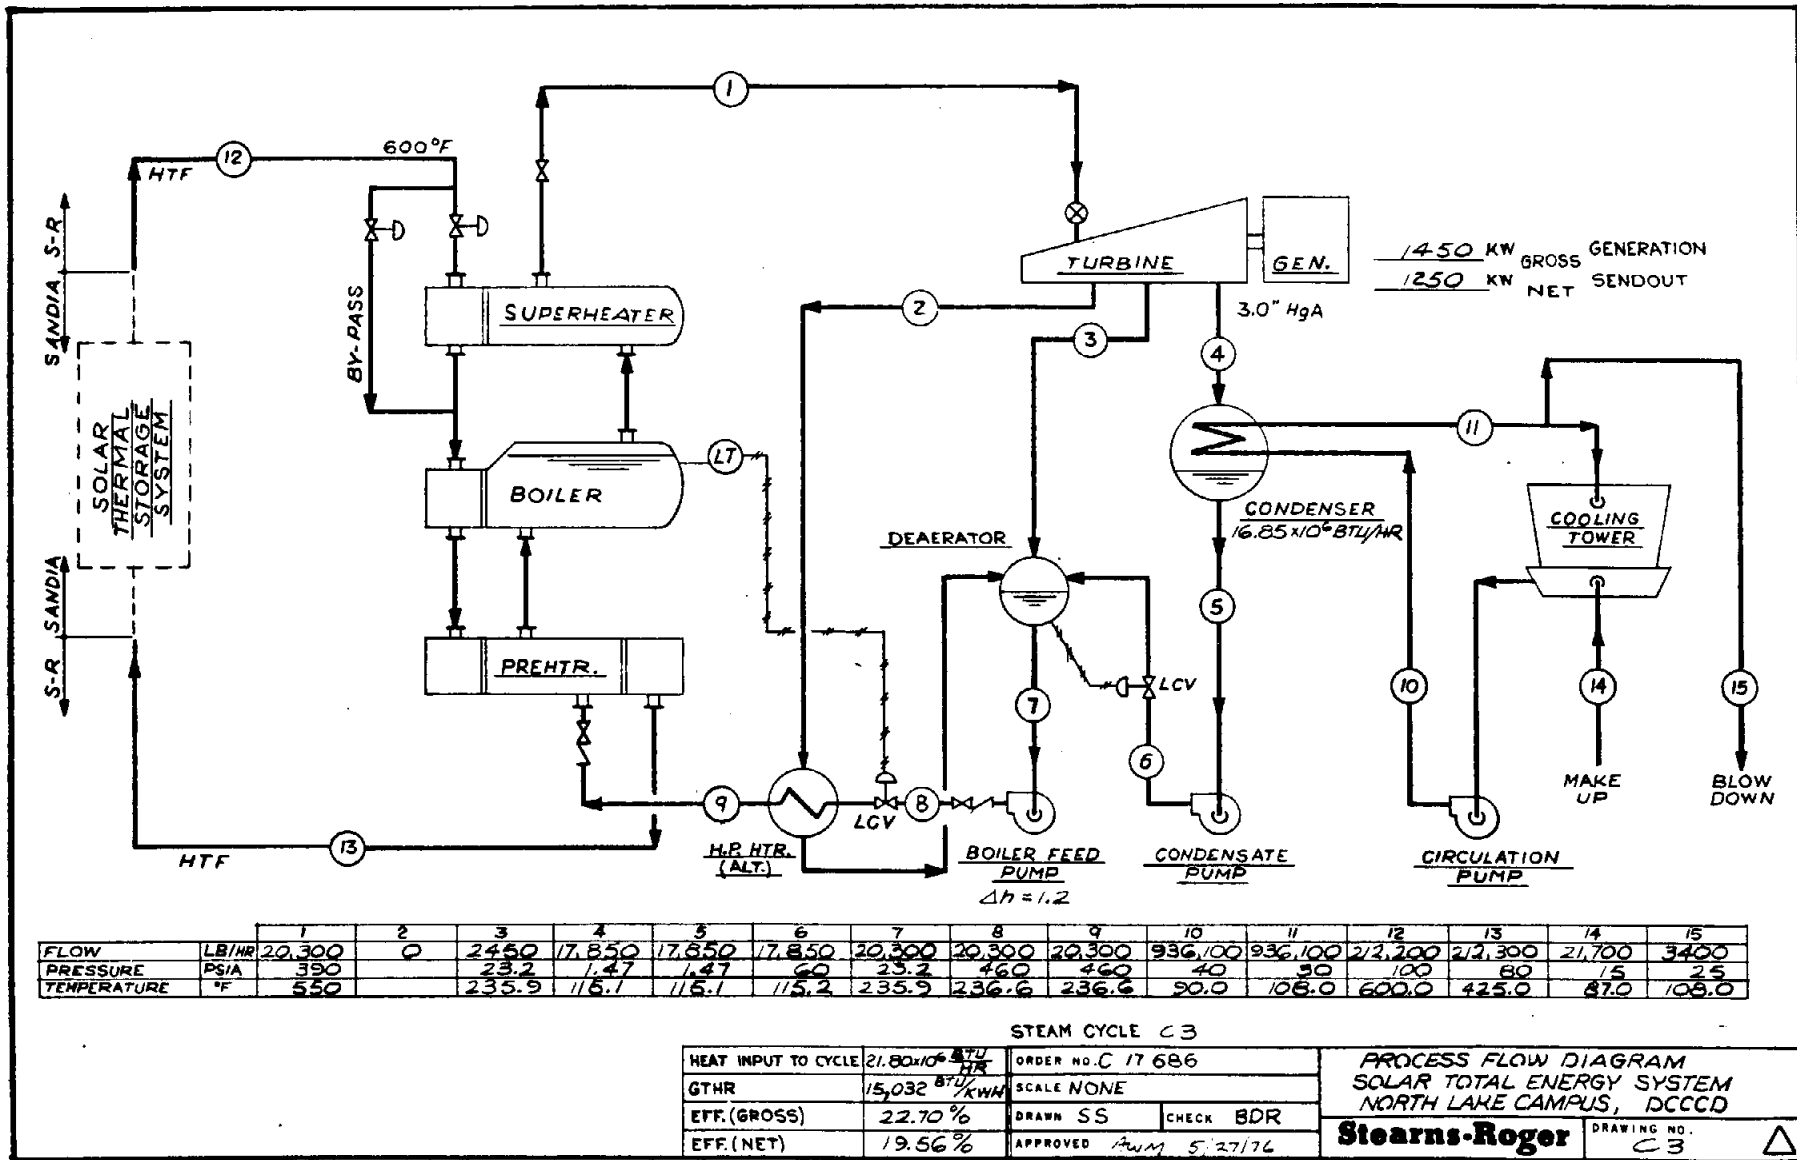 1
12
600°F
HTF
SANDIA S-R
BY-PASS
SUPERHEATER
TURBINE
GEN.
1450 KW GROSS GENERATION
1250 KW NET SENDOUT
3.0" HgA
2
3
4
SOLAR
THERMAL
STORAGE
SYSTEM
BOILER
LT
11
CONDENSER
16.85x10⁶ BTU/HR
COOLING
TOWER
DEAERATOR
5
S-R SANDIA
PREHTR.
LCV
7
10
14
15
6
MAKE
UP
BLOW
DOWN
9
8
LCV
13
HTF
H.P. HTR.
(ALT.)
BOILER FEED
PUMP
Δh = 1.2
CONDENSATE
PUMP
CIRCULATION
PUMP
1 2 3 4 5 6 7 8 9 10 11 12 13 14 15
FLOW LB/HR 20,300 0 2450 17,850 17,850 17,850 20,300 20,300 20,300 936,100 936,100 212,200 212,300 21,700 3400
PRESSURE PSIA 390 23.2 1.47 1.47 60 23.2 460 460 40 30 100 80 15 25
TEMPERATURE °F 550 235.9 115.1 115.1 115.2 235.9 236.6 236.6 90.0 108.0 600.0 425.0 87.0 108.0
STEAM CYCLE C3
HEAT INPUT TO CYCLE 21.80x10⁶ BTU/HR
GTHR 15,032 BTU/KWH
EFF. (GROSS) 22.70%
EFF. (NET) 19.56%
ORDER NO. C 17686
SCALE NONE
DRAWN SS CHECK BDR
APPROVED AWM 5/27/76
PROCESS FLOW DIAGRAM
SOLAR TOTAL ENERGY SYSTEM
NORTH LAKE CAMPUS, DCCCD
Stearns-Roger
DRAWING NO.
C3